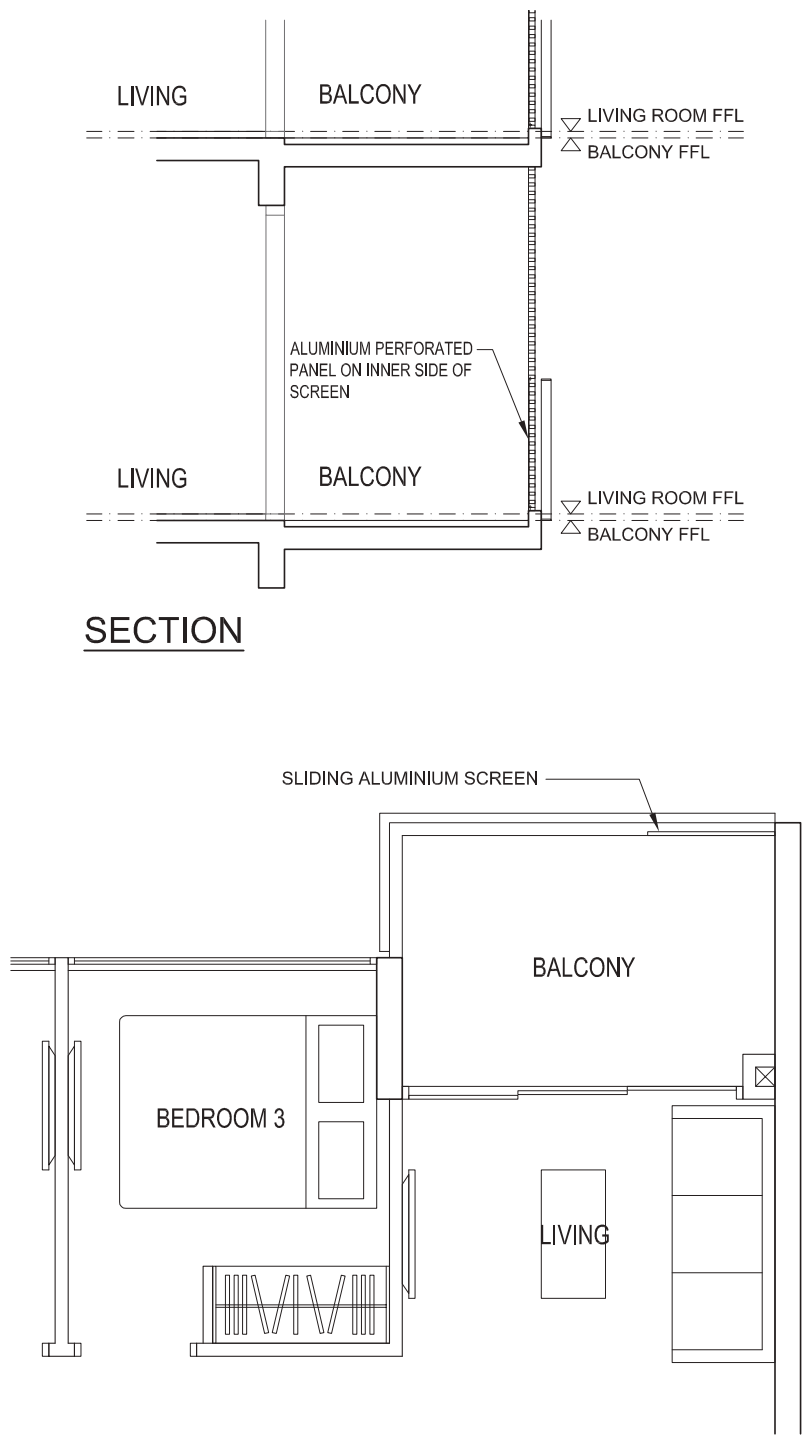 LIVING
BALCONY
LIVING ROOM FFL
BALCONY FFL
ALUMINIUM PERFORATED
PANEL ON INNER SIDE OF
SCREEN
LIVING
BALCONY
LIVING ROOM FFL
BALCONY FFL
SECTION
SLIDING ALUMINIUM SCREEN
BALCONY
BEDROOM 3
LIVING